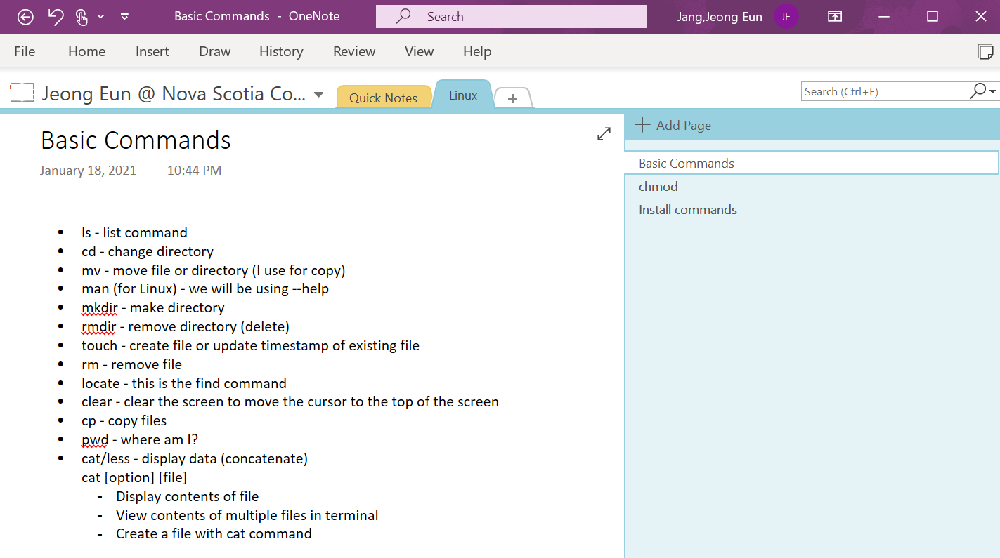 Basic Commands - OneNote
Search
Jang,Jeong Eun
JE
File Home Insert Draw History Review View Help
Jeong Eun @ Nova Scotia Co...
Quick Notes
Linux
Search (Ctrl+E)
Basic Commands
January 18, 2021 10:44 PM
• ls - list command
• cd - change directory
• mv - move file or directory (I use for copy)
• man (for Linux) - we will be using --help
• mkdir - make directory
• rmdir - remove directory (delete)
• touch - create file or update timestamp of existing file
• rm - remove file
• locate - this is the find command
• clear - clear the screen to move the cursor to the top of the screen
• cp - copy files
• pwd - where am I?
• cat/less - display data (concatenate)
cat [option] [file]
- Display contents of file
- View contents of multiple files in terminal
- Create a file with cat command
Add Page
Basic Commands
chmod
Install commands